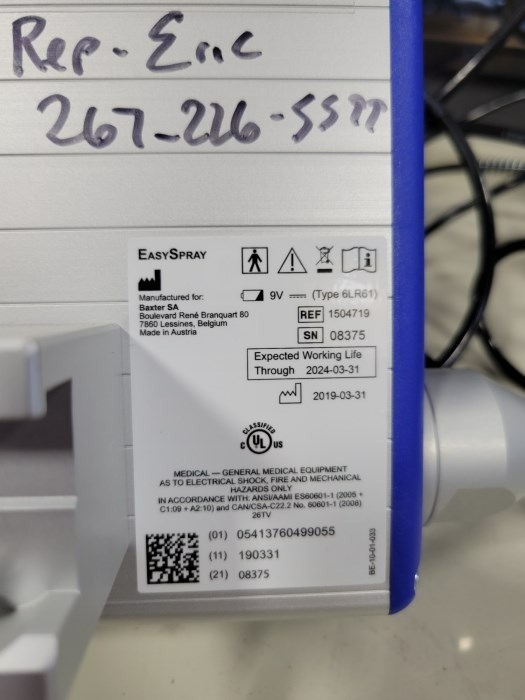 Rep - Eric
267-226-5577
EASYSPRAY
Manufactured for:
Baxter SA
Boulevard René Branquart 80
7860 Lessines, Belgium
Made in Austria
9V (Type 6LR61)
REF 1504719
SN 08375
Expected Working Life
Through 2024-03-31
2019-03-31
CLASSIFIED
C UL US
MEDICAL — GENERAL MEDICAL EQUIPMENT
AS TO ELECTRICAL SHOCK, FIRE AND MECHANICAL
HAZARDS ONLY
IN ACCORDANCE WITH: ANSI/AAMI ES60601-1 (2005 +
C1:09 + A2:10) and CAN/CSA-C22.2 No. 60601-1 (2008)
26TV
(01) 05413760499055
(11) 190331
(21) 08375
BE-10-01-033